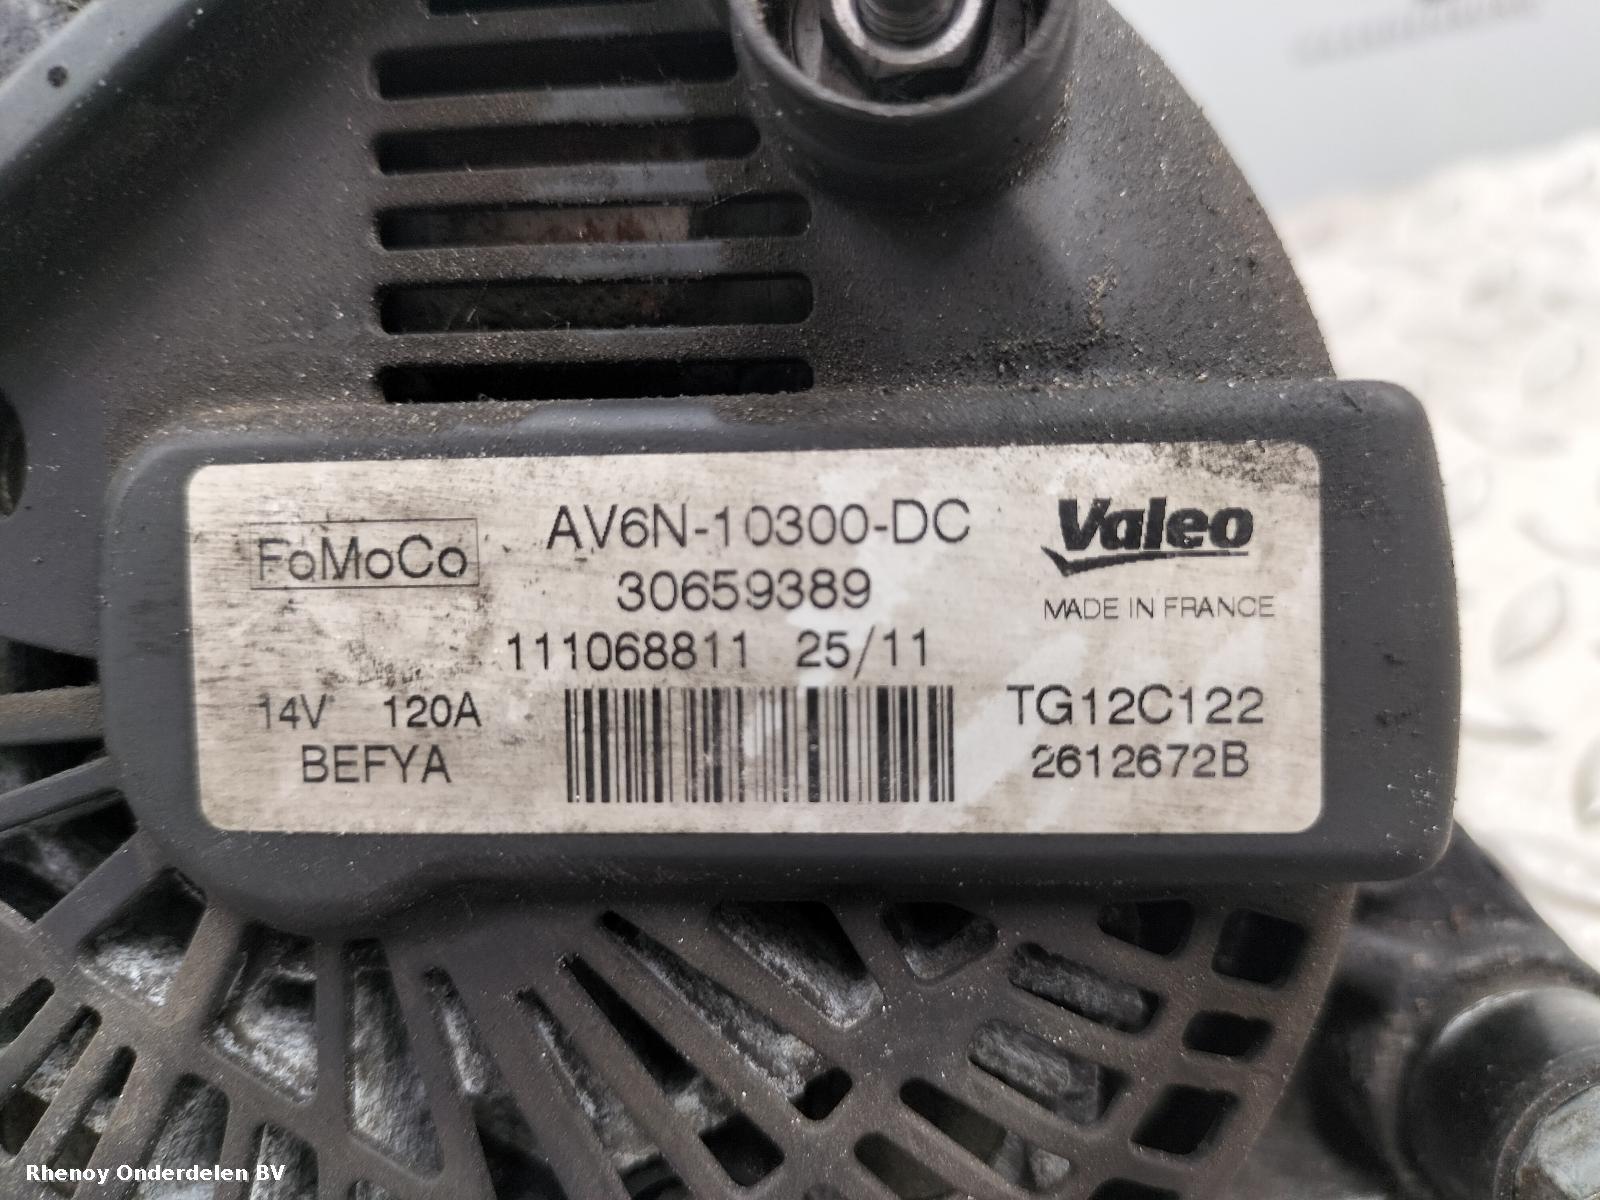 FoMoCo
AV6N-10300-DC
30659389
111068811 25/11
Valeo
MADE IN FRANCE
14V 120A
BEFYA
TG12C122
2612672B
Rhenoy Onderdelen BV